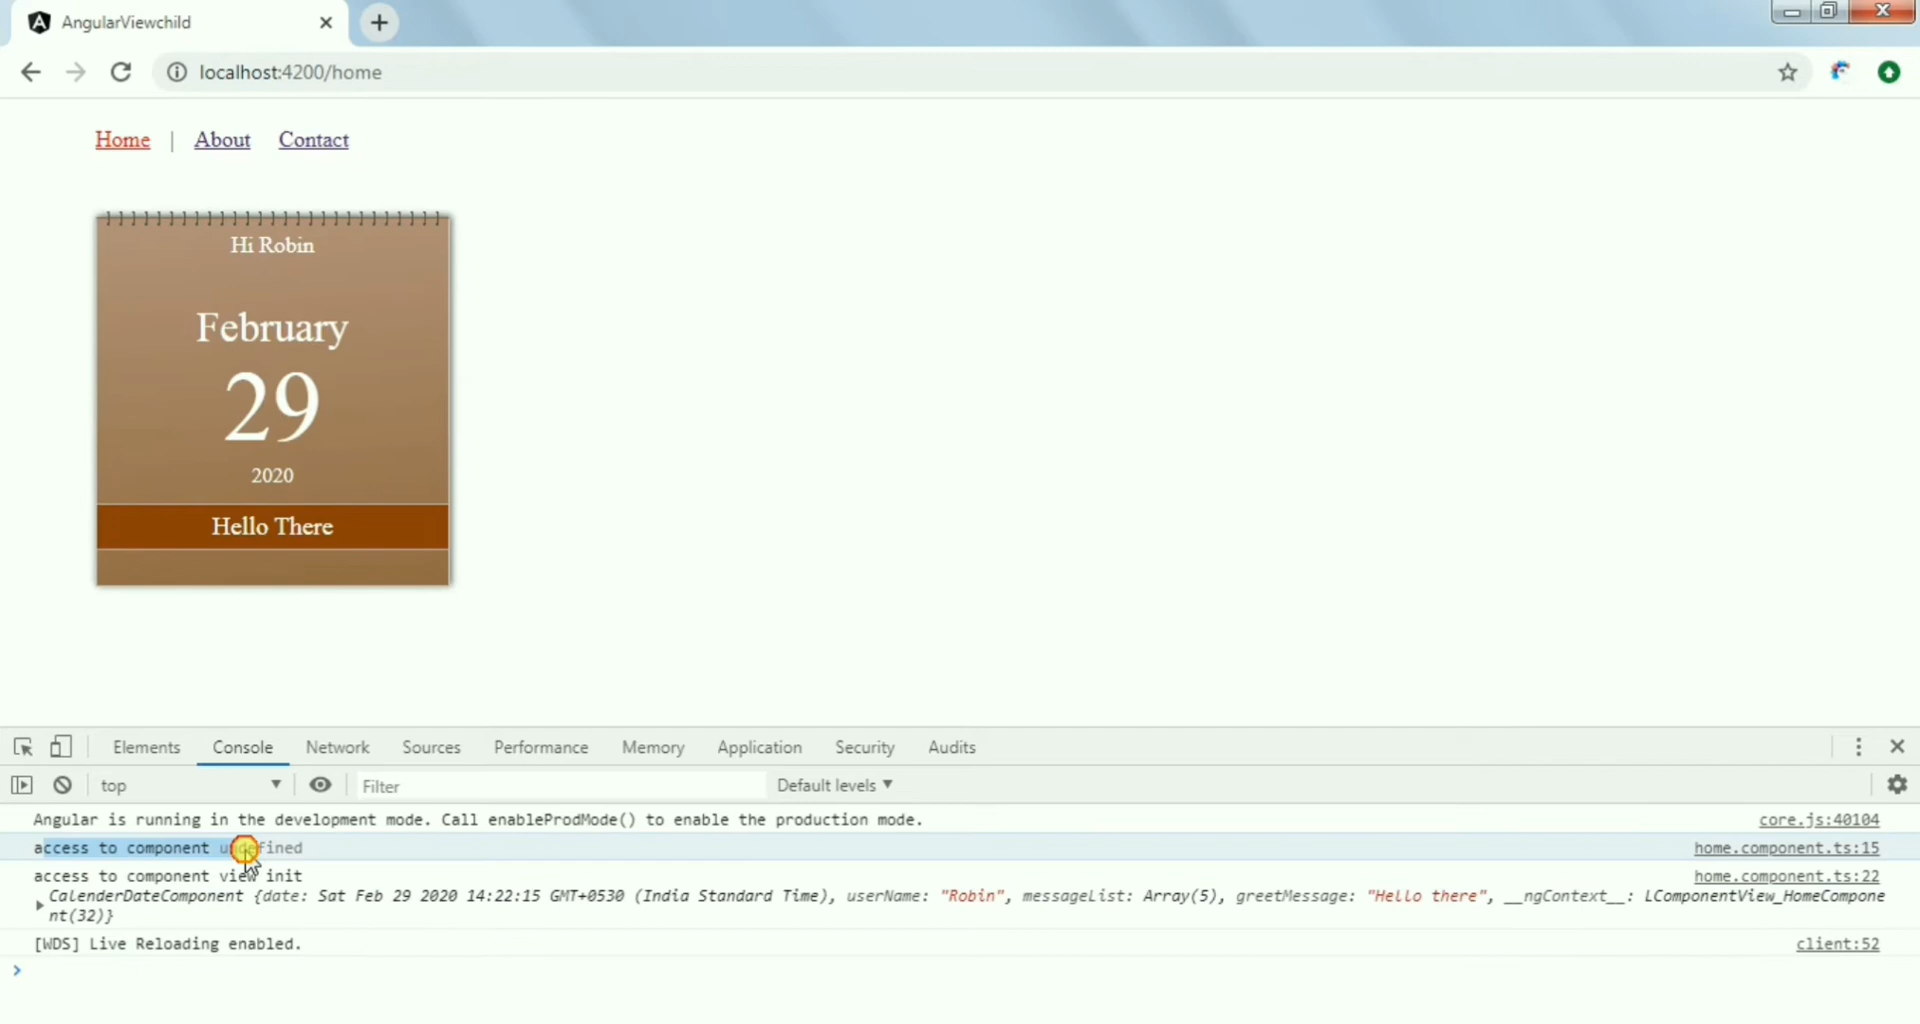 AngularViewchild
localhost:4200/home
Home | About Contact
Hi Robin
February
29
2020
Hello There
Elements Console Network Sources Performance Memory Application Security Audits
top Filter Default levels
Angular is running in the development mode. Call enableProdMode() to enable the production mode. core.js:40104
access to component undefined home.component.ts:15
access to component view init home.component.ts:22
CalenderDateComponent {date: Sat Feb 29 2020 14:22:15 GMT+0530 (India Standard Time), userName: "Robin", messageList: Array(5), greetMessage: "Hello there", __ngContext__: LComponentView_HomeCompone
nt(32)}
[WDS] Live Reloading enabled. client:52